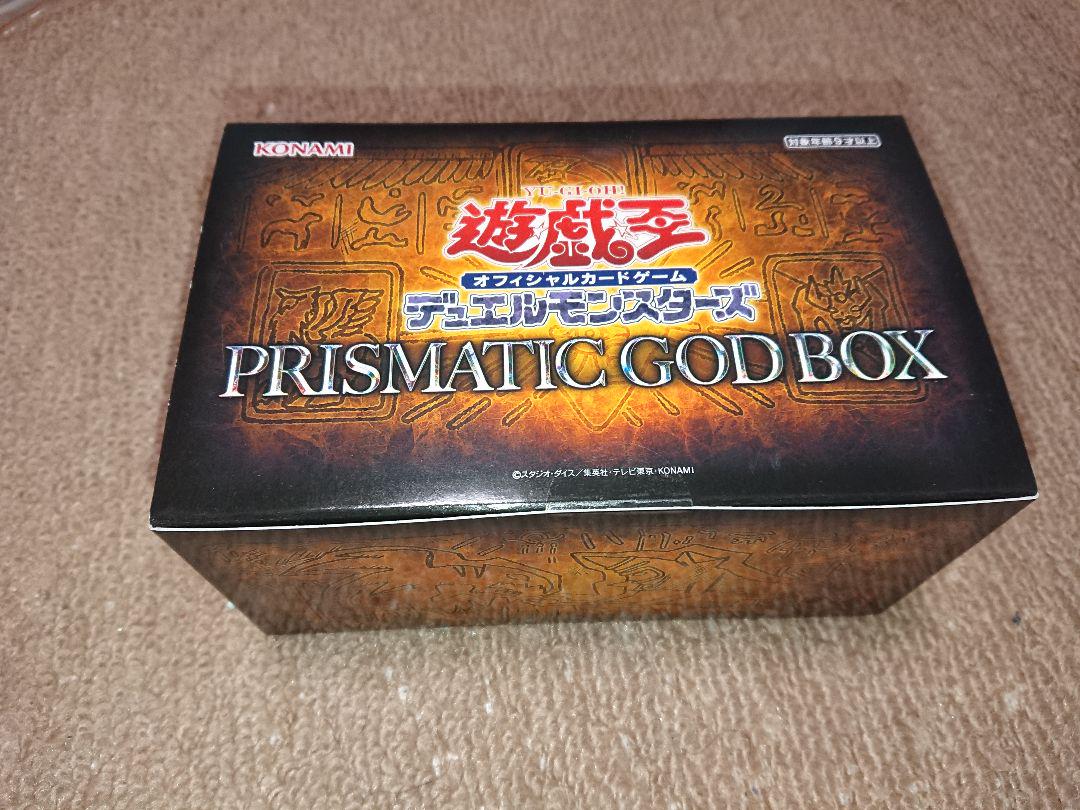 KONAMI
対象年齢9才以上
YU-GI-OH!
遊戯王
オフィシャルカードゲーム
デュエルモンスターズ
PRISMATIC GOD BOX
©スタジオ・ダイス/集英社・テレビ東京・KONAMI